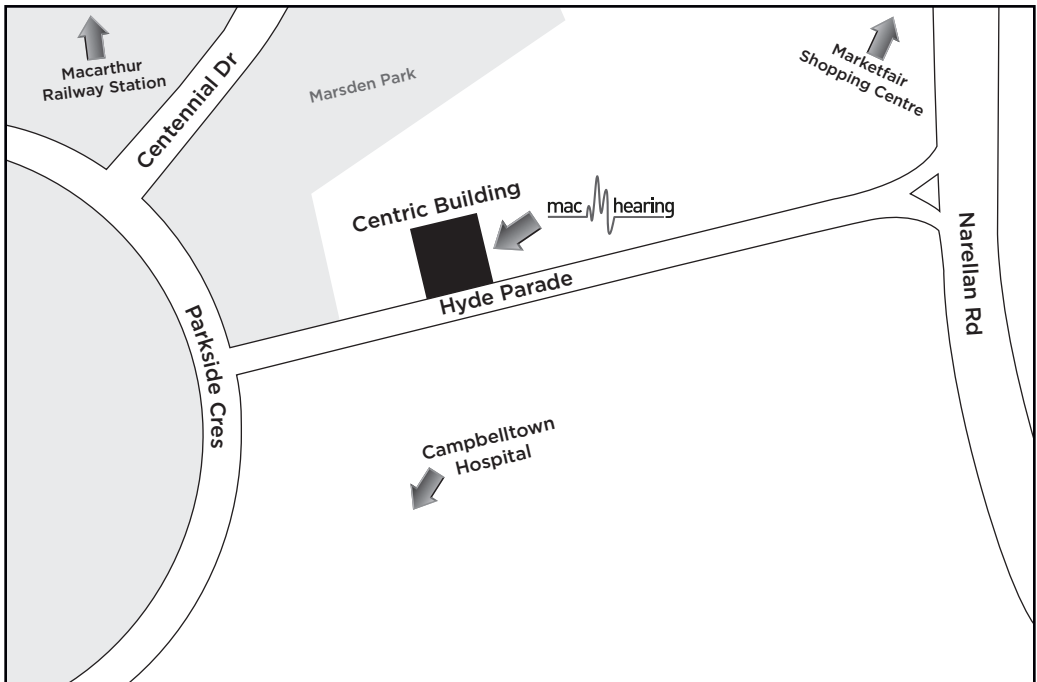 Macarthur
Railway Station
Centennial Dr
Marsden Park
Marketfair
Shopping Centre
Centric Building
mac hearing
Hyde Parade
Narellan Rd
Parkside Cres
Campbelltown
Hospital